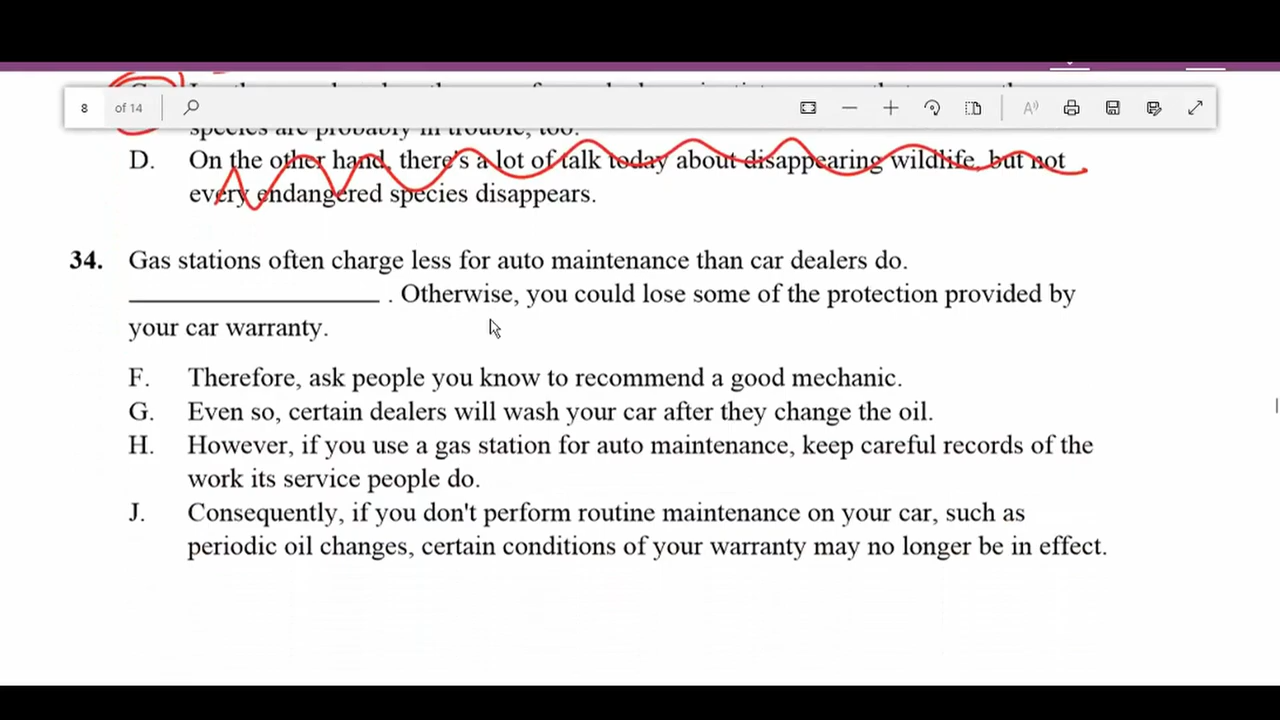 8 of 14
species are probably in trouble, too.
D. On the other hand, there's a lot of talk today about disappearing wildlife, but not
every endangered species disappears.
34. Gas stations often charge less for auto maintenance than car dealers do.
. Otherwise, you could lose some of the protection provided by
your car warranty.
F. Therefore, ask people you know to recommend a good mechanic.
G. Even so, certain dealers will wash your car after they change the oil.
H. However, if you use a gas station for auto maintenance, keep careful records of the
work its service people do.
J. Consequently, if you don't perform routine maintenance on your car, such as
periodic oil changes, certain conditions of your warranty may no longer be in effect.